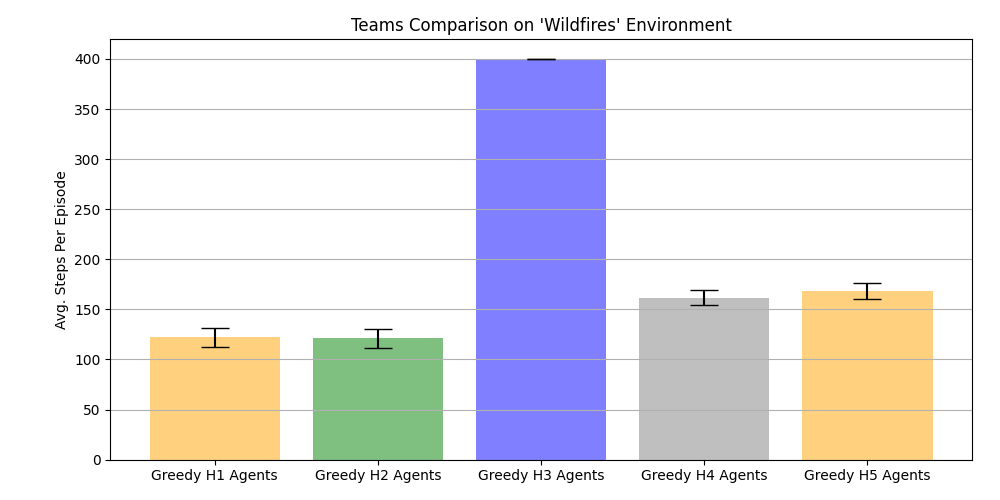 Teams Comparison on 'Wildfires' Environment
Avg. Steps Per Episode
400
350
300
250
200
150
100
50
0
Greedy H1 Agents
Greedy H2 Agents
Greedy H3 Agents
Greedy H4 Agents
Greedy H5 Agents